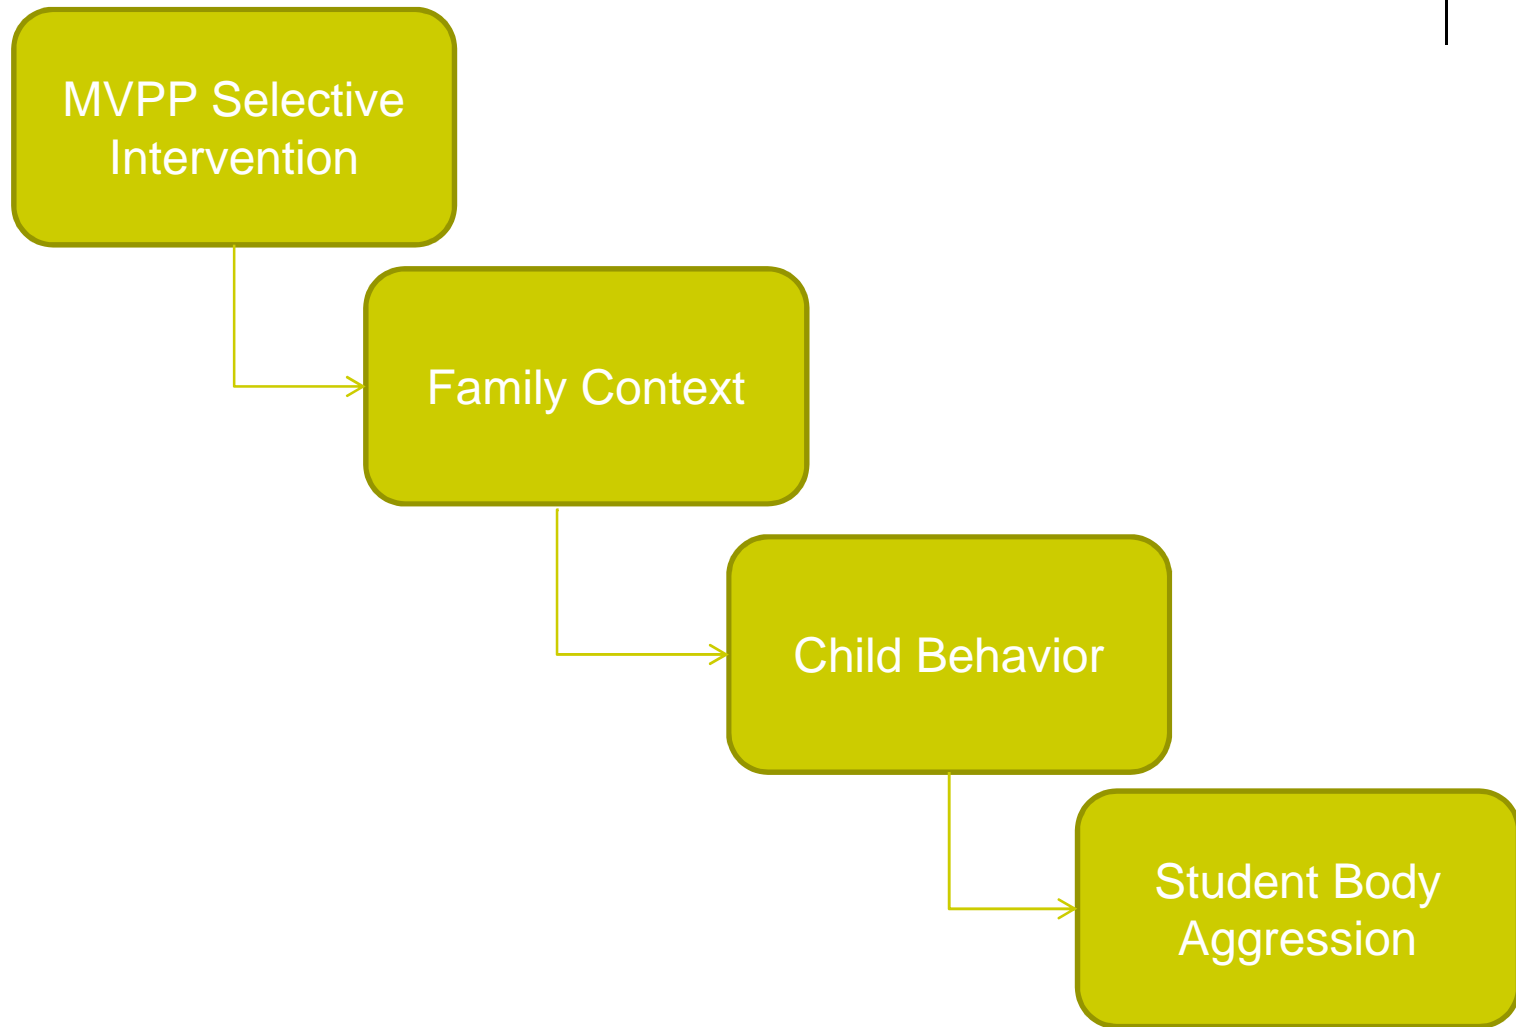 MVPP Selective
Intervention
Family Context
Child Behavior
Student Body
Aggression